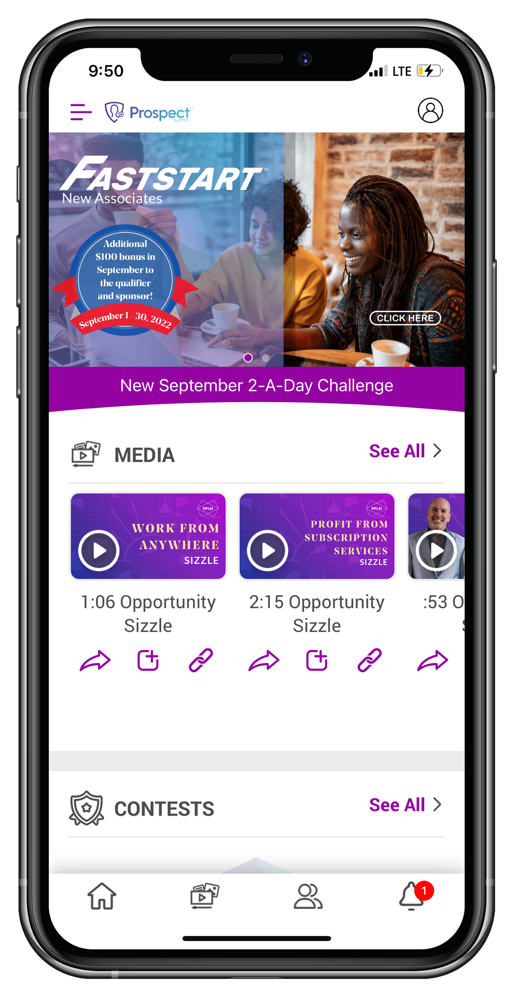 9:50
LTE
Prospect™
by PPLSI
FASTSTART℠
New Associates
Additional
$100 bonus in
September to
the qualifier
and sponsor!
September 1 - 30, 2022
CLICK HERE
New September 2-A-Day Challenge
MEDIA
See All
PPLSI
WORK FROM
ANYWHERE
SIZZLE
PPLSI
PROFIT FROM
SUBSCRIPTION
SERVICES
SIZZLE
1:06 Opportunity
Sizzle
2:15 Opportunity
Sizzle
:53 O
CONTESTS
See All
1